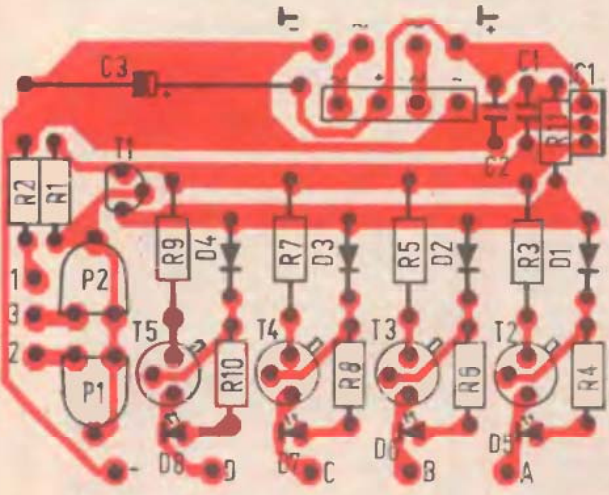 T T
- ~ ~ +
C3 C1 IC1
~ + ~ -
R11
C2
R2 R1 T1
R9 D4 R7 D3 R5 D2 R3 D1
1 P2
3
2 T5 T4 T3 T2
P1 R10 R8 R6 R4
D8 D7 D6 D5
- D C B A